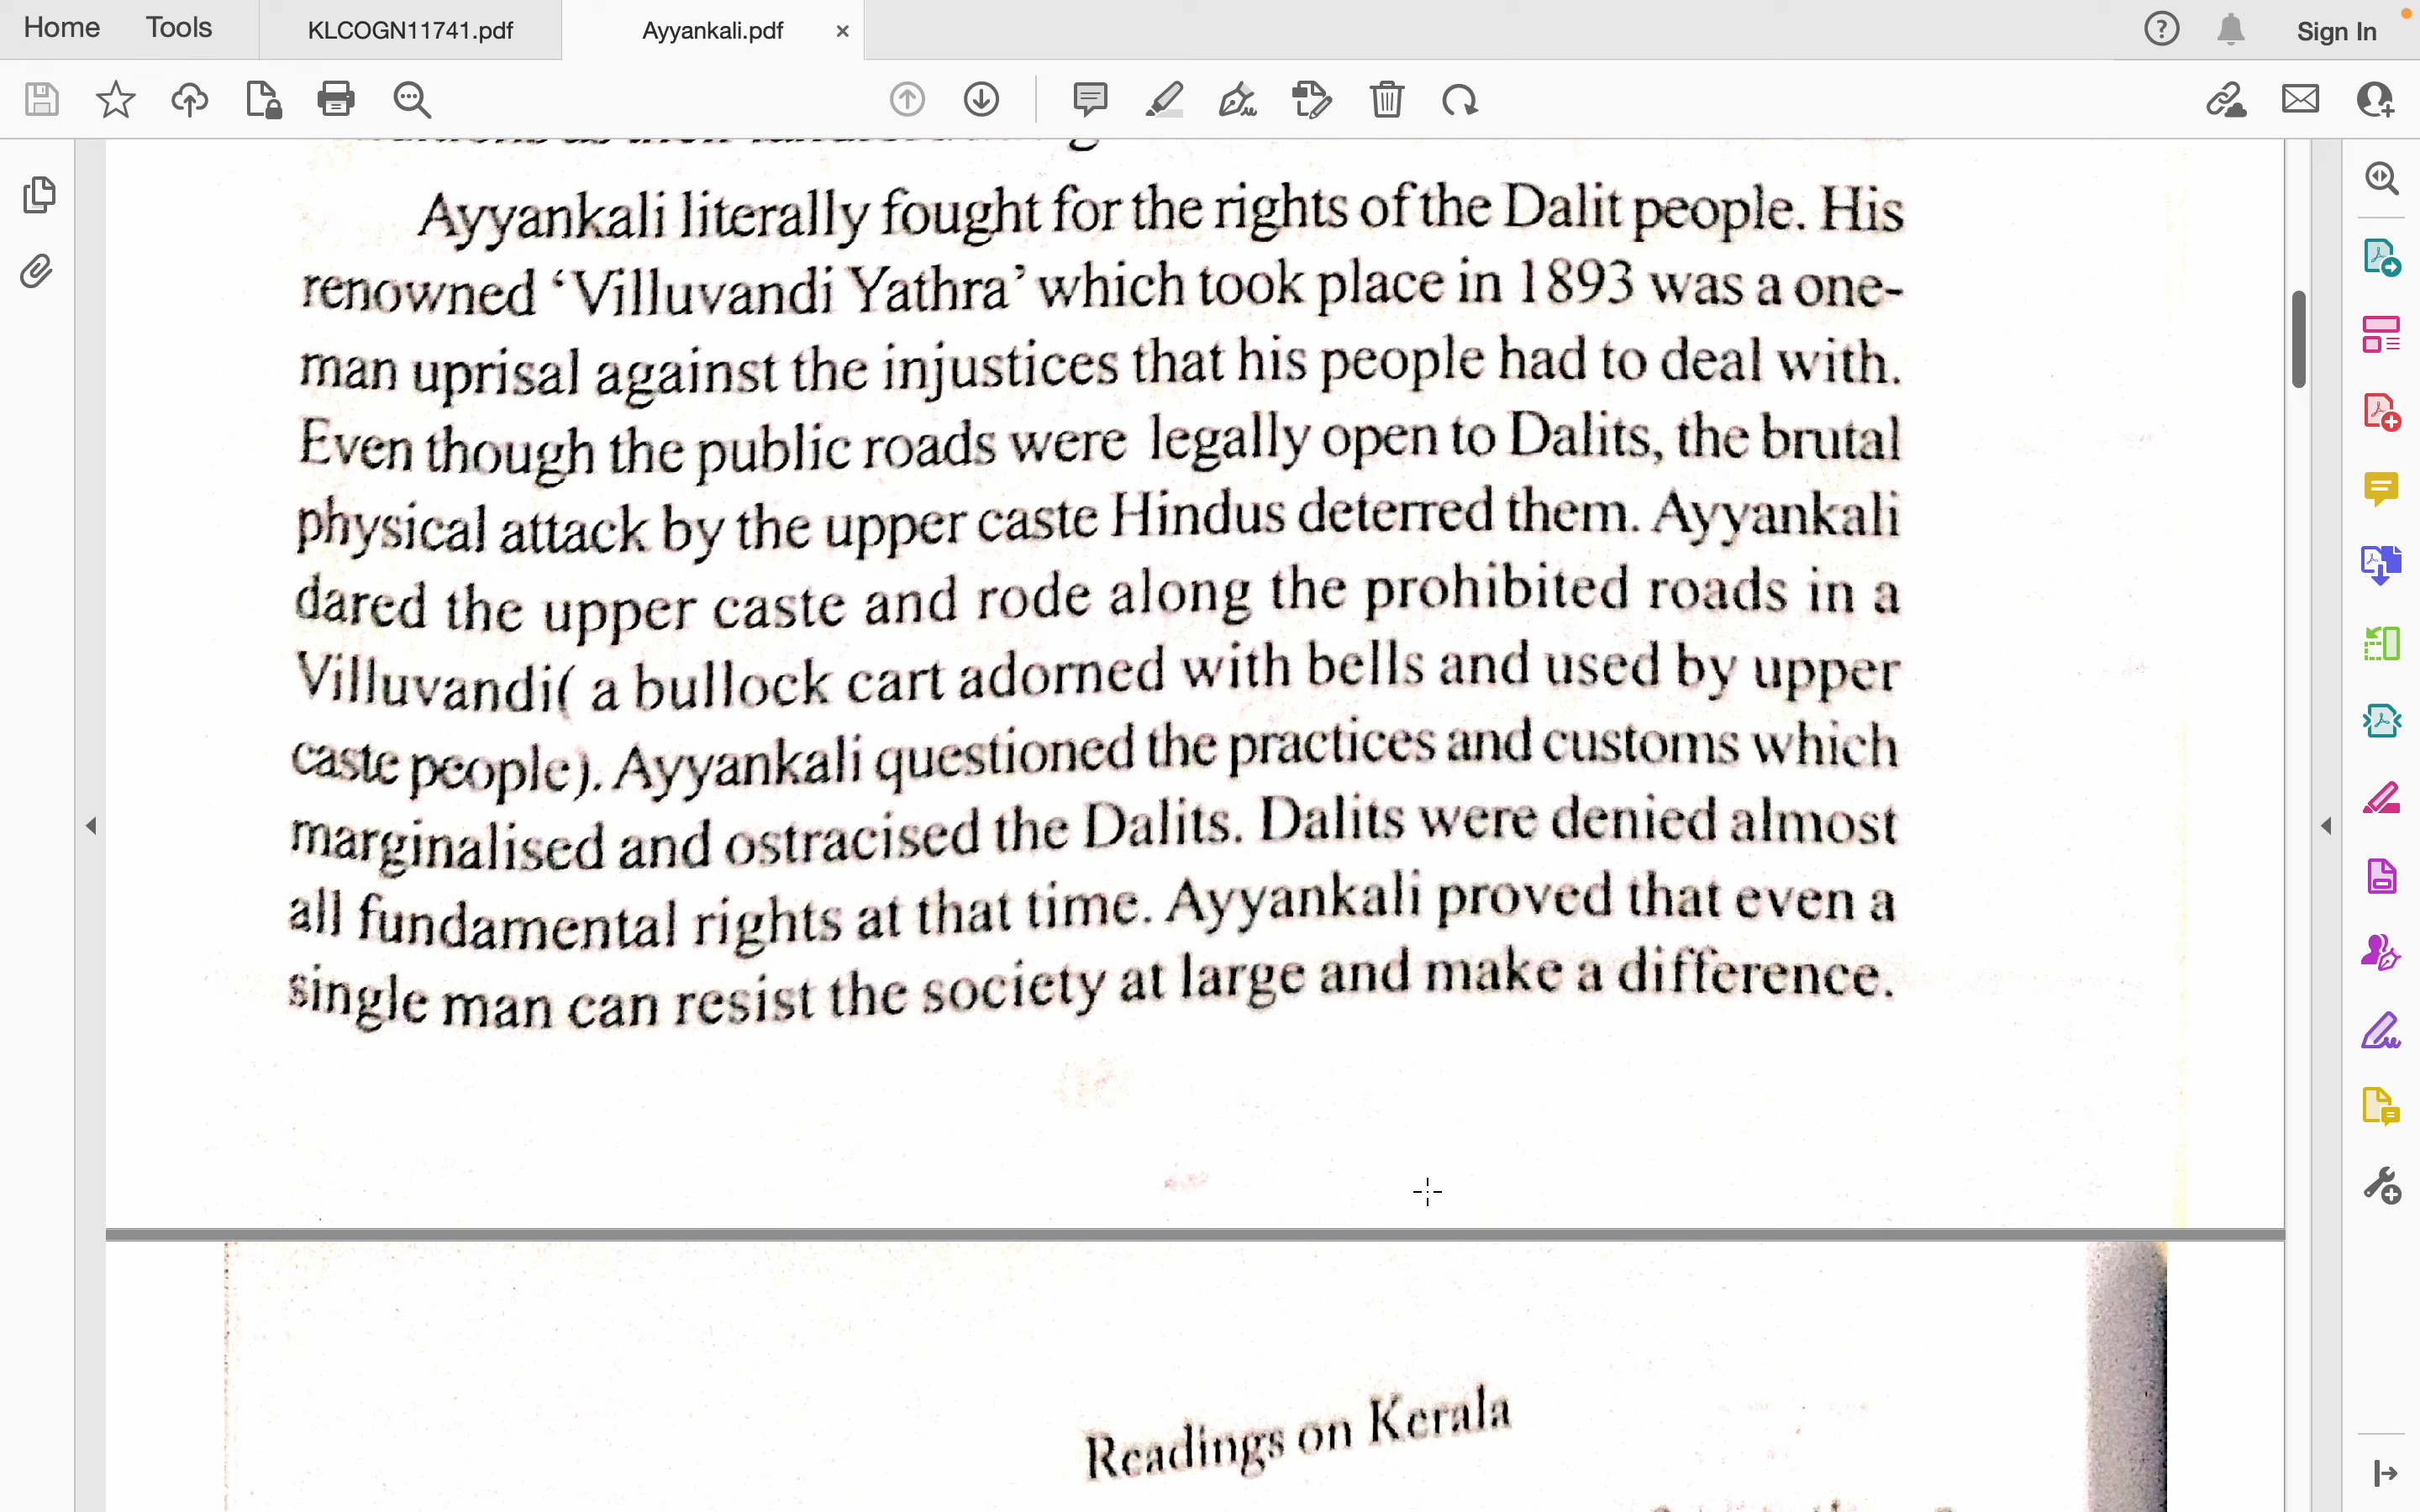 Home Tools KLCOGN11741.pdf Ayyankali.pdf × Sign In
Ayyankali literally fought for the rights of the Dalit people. His
renowned ‘Villuvandi Yathra’ which took place in 1893 was a one-
man uprisal against the injustices that his people had to deal with.
Even though the public roads were legally open to Dalits, the brutal
physical attack by the upper caste Hindus deterred them. Ayyankali
dared the upper caste and rode along the prohibited roads in a
Villuvandi( a bullock cart adorned with bells and used by upper
caste people). Ayyankali questioned the practices and customs which
marginalised and ostracised the Dalits. Dalits were denied almost
all fundamental rights at that time. Ayyankali proved that even a
single man can resist the society at large and make a difference.
Readings on Kerala